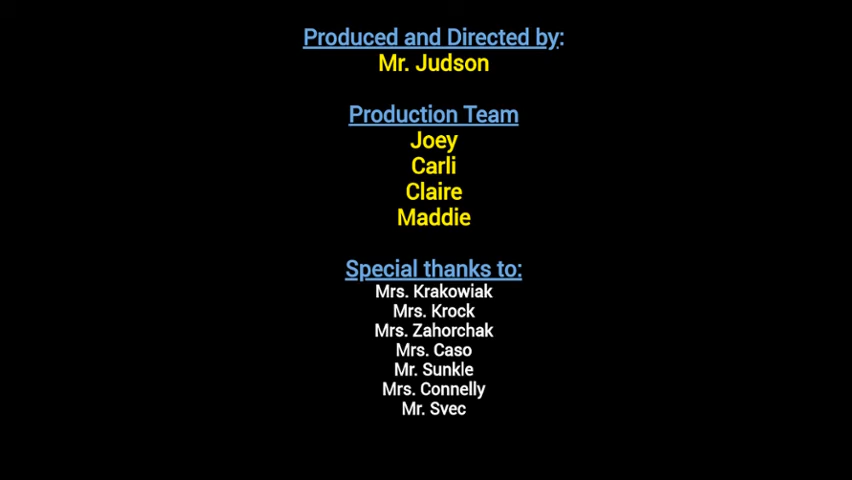 Produced and Directed by:
Mr. Judson
Production Team
Joey
Carli
Claire
Maddie
Special thanks to:
Mrs. Krakowiak
Mrs. Krock
Mrs. Zahorchak
Mrs. Caso
Mr. Sunkle
Mrs. Connelly
Mr. Svec